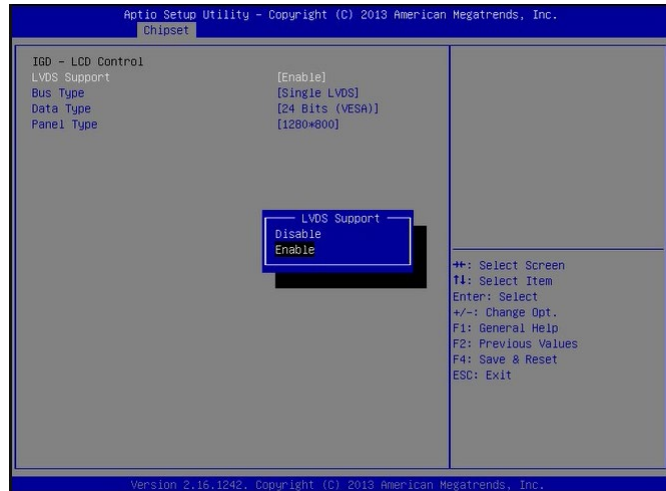 Aptio Setup Utility – Copyright (C) 2013 American Megatrends, Inc.
Chipset
IGD - LCD Control
LVDS Support [Enable]
Bus Type [Single LVDS]
Data Type [24 Bits (VESA)]
Panel Type [1280*800]
LVDS Support
Disable
Enable
→←: Select Screen
↑↓: Select Item
Enter: Select
+/-: Change Opt.
F1: General Help
F2: Previous Values
F4: Save & Reset
ESC: Exit
Version 2.16.1242. Copyright (C) 2013 American Megatrends, Inc.